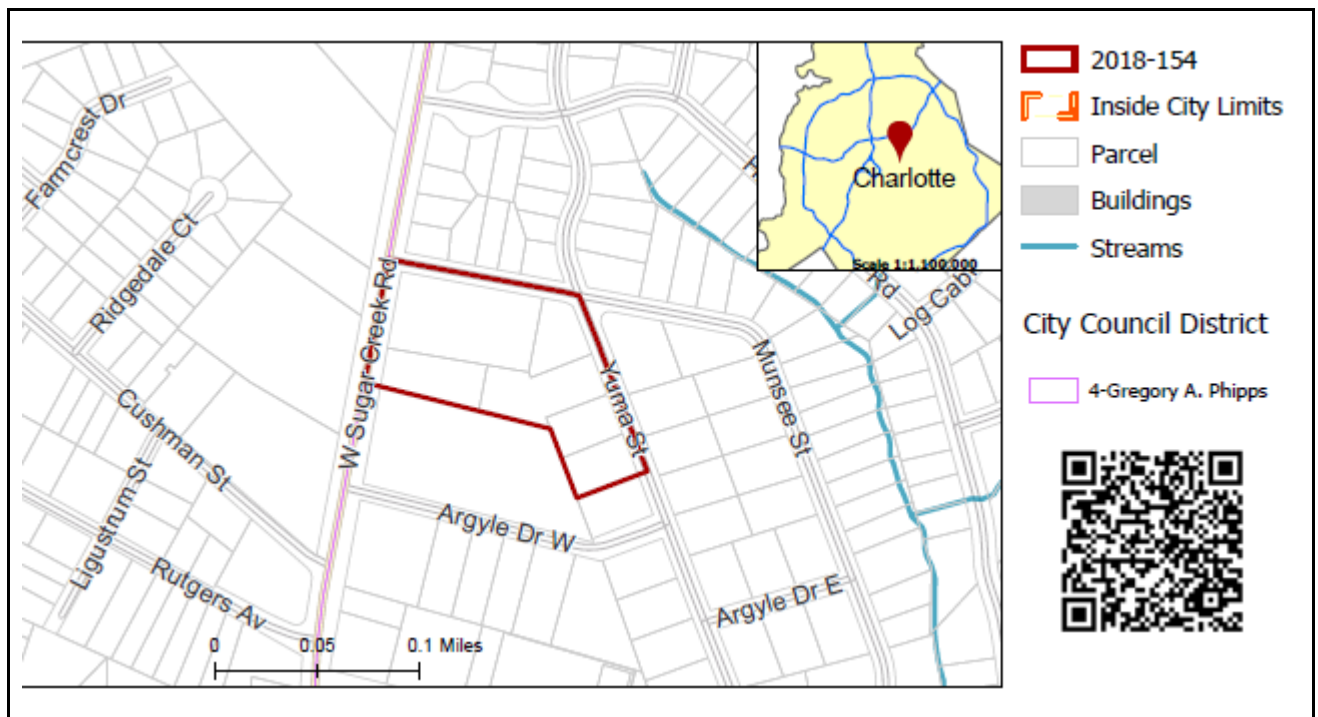 Farmcrest Dr
Ridgedale Ct
Cushman St
Ligustrum St
Rutgers Av
W Sugar Creek Rd
Argyle Dr W
Yuma St
Munsee St
Argyle Dr E
Rd
Log Cabi
Charlotte
Scale 1:1,100,000
0 0.05 0.1 Miles
2018-154
Inside City Limits
Parcel
Buildings
Streams
City Council District
4-Gregory A. Phipps